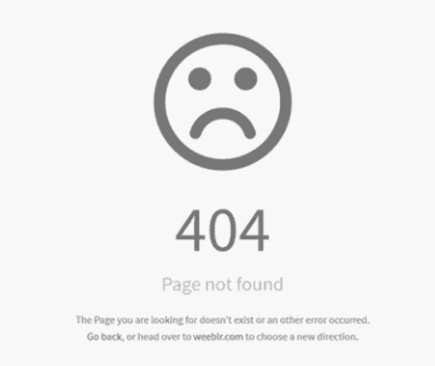 404
Page not found
The Page you are looking for doesn't exist or an other error occurred.
Go back, or head over to weeblr.com to choose a new direction.